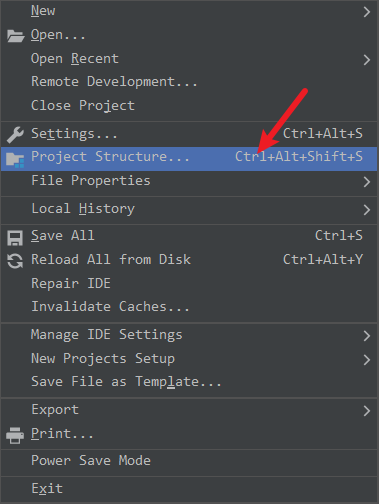 New
Open...
Open Recent
Remote Development...
Close Project
Settings... Ctrl+Alt+S
Project Structure... Ctrl+Alt+Shift+S
File Properties
Local History
Save All Ctrl+S
Reload All from Disk Ctrl+Alt+Y
Repair IDE
Invalidate Caches...
Manage IDE Settings
New Projects Setup
Save File as Template...
Export
Print...
Power Save Mode
Exit